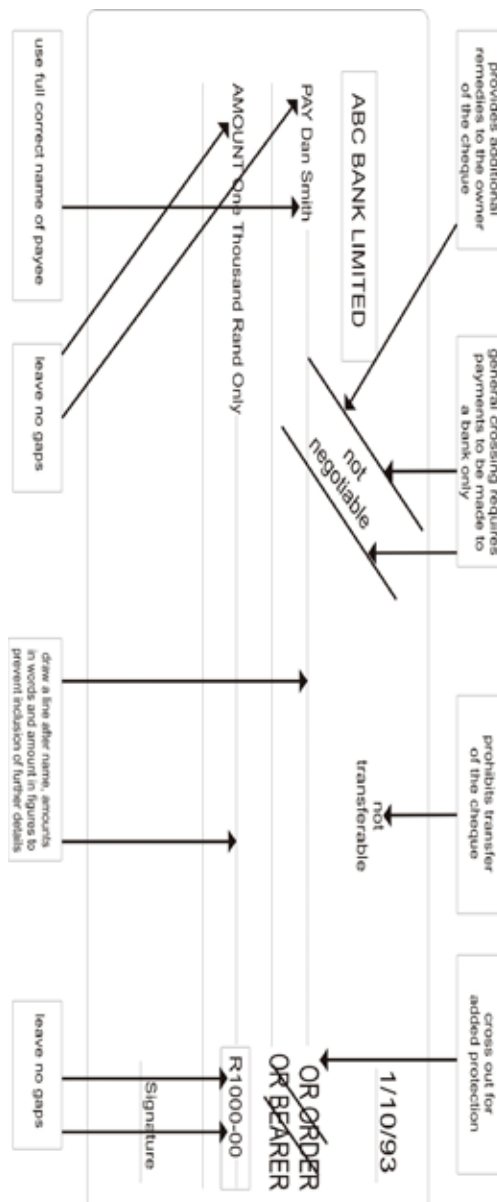 provides additional
remedies to the owner
of the cheque
general crossing requires
payments to be made to
a bank only
prohibits transfer
of the cheque
cross out for
added protection
ABC BANK LIMITED
not
negotiable
not
transferable
1/10/93
PAY Dan Smith
OR ORDER
OR BEARER
AMOUNT One Thousand Rand Only
R1000-00
Signature
use full correct name of payee
leave no gaps
draw a line after name, amounts
in words and amount in figures to
prevent inclusion of further details
leave no gaps